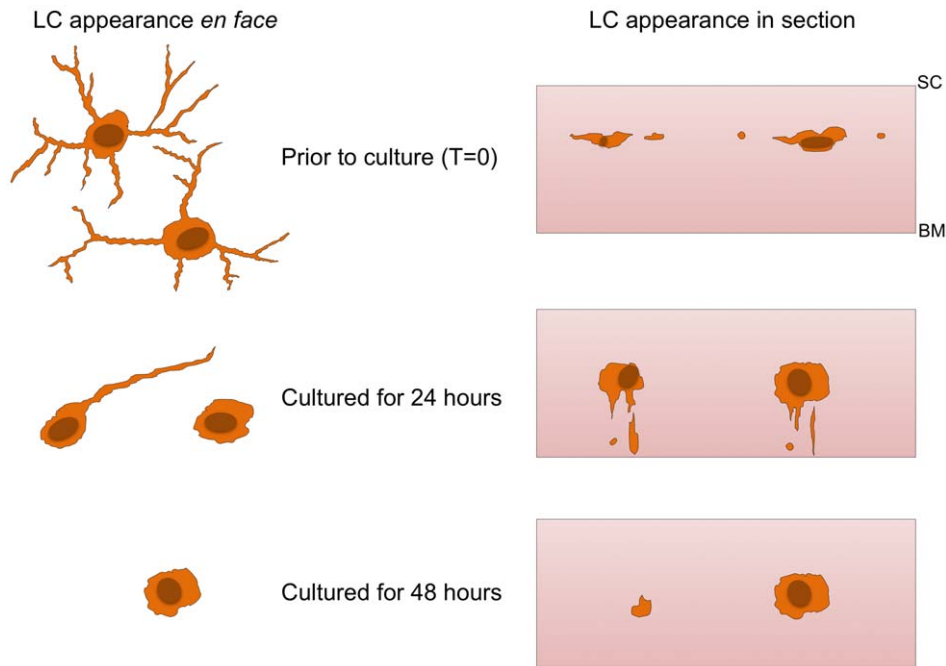 LC appearance en face
LC appearance in section
SC
Prior to culture (T=0)
BM
Cultured for 24 hours
Cultured for 48 hours